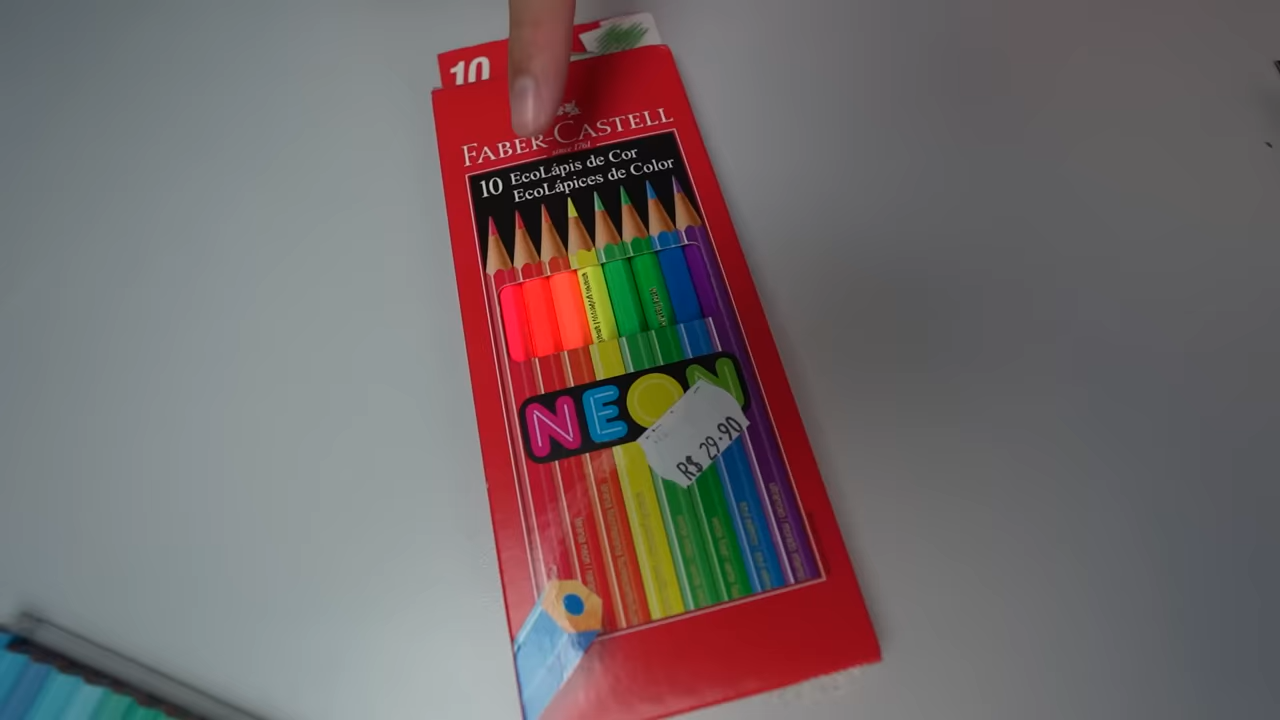 10
FABER-CASTELL
since 1761
10 EcoLápis de Cor
EcoLápices de Color
NEON
R$ 29.90